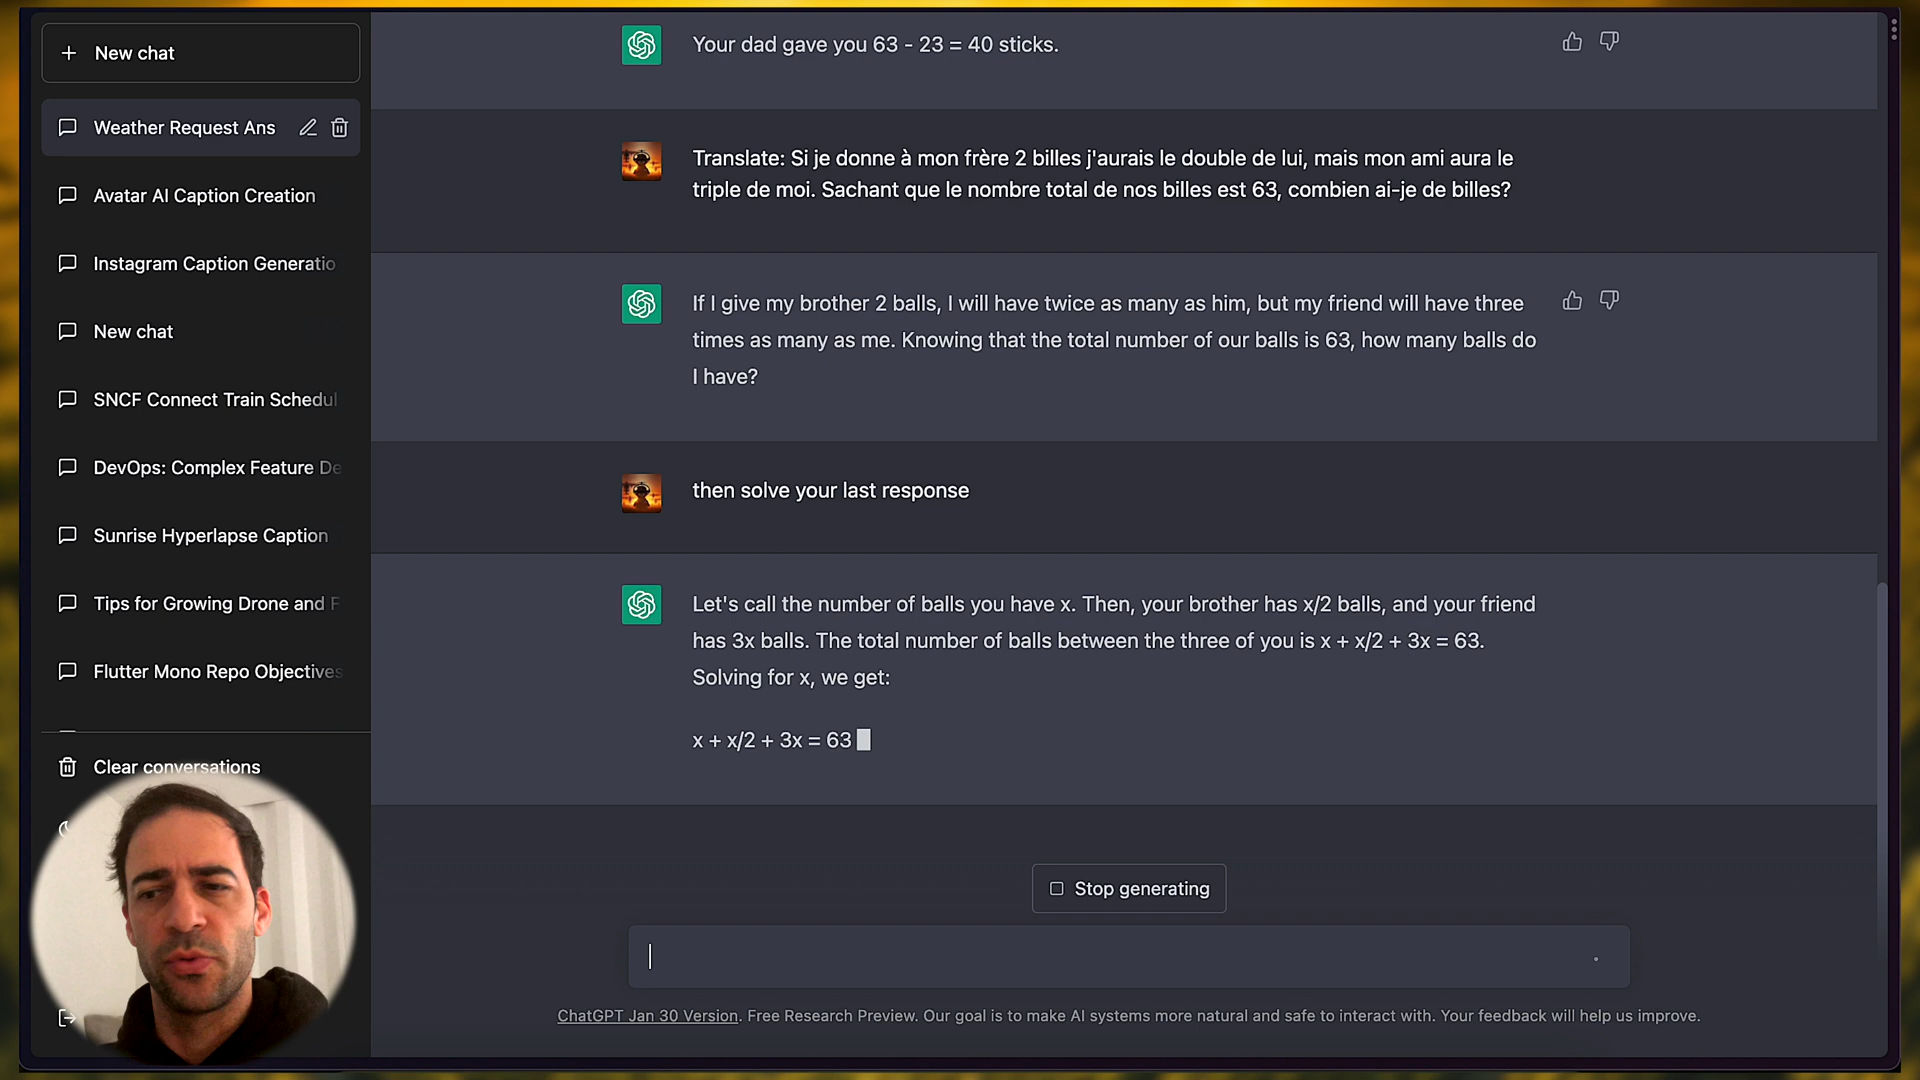 New chat
Weather Request Ans
Avatar AI Caption Creation
Instagram Caption Generatio
New chat
SNCF Connect Train Schedul
DevOps: Complex Feature De
Sunrise Hyperlapse Caption
Tips for Growing Drone and F
Flutter Mono Repo Objectives
Clear conversations
Your dad gave you 63 - 23 = 40 sticks.
Translate: Si je donne à mon frère 2 billes j'aurais le double de lui, mais mon ami aura le
triple de moi. Sachant que le nombre total de nos billes est 63, combien ai-je de billes?
If I give my brother 2 balls, I will have twice as many as him, but my friend will have three
times as many as me. Knowing that the total number of our balls is 63, how many balls do
I have?
then solve your last response
Let's call the number of balls you have x. Then, your brother has x/2 balls, and your friend
has 3x balls. The total number of balls between the three of you is x + x/2 + 3x = 63.
Solving for x, we get:
x + x/2 + 3x = 63
Stop generating
ChatGPT Jan 30 Version. Free Research Preview. Our goal is to make AI systems more natural and safe to interact with. Your feedback will help us improve.